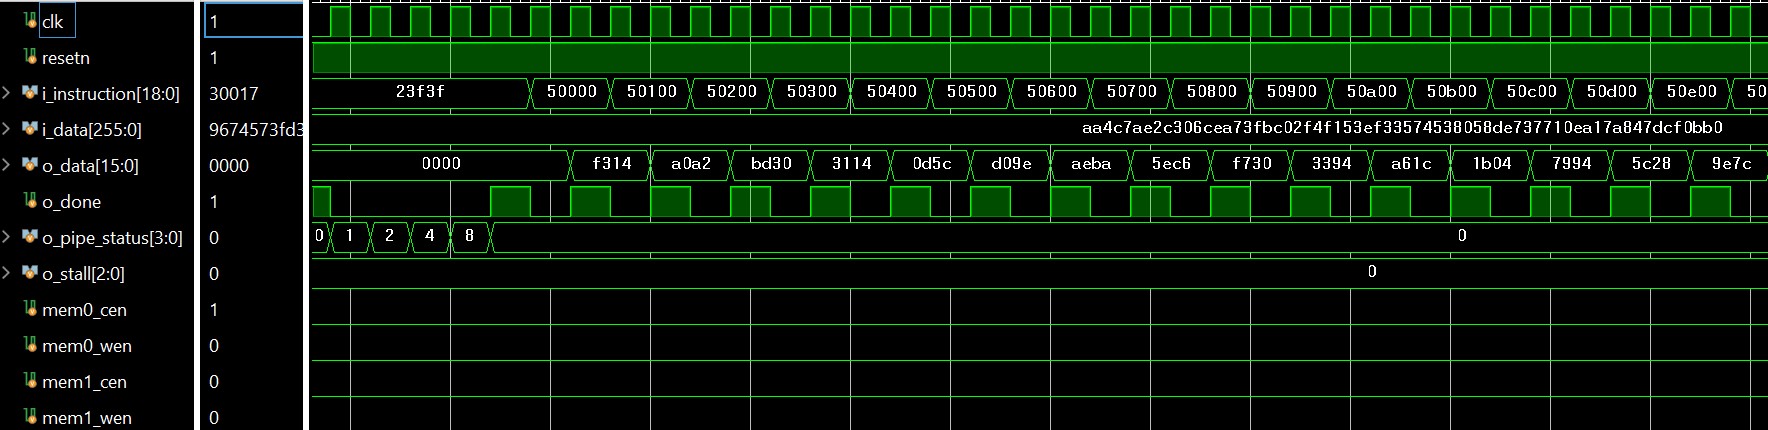 clk 1
resetn 1
i_instruction[18:0] 30017 23f3f 50000 50100 50200 50300 50400 50500 50600 50700 50800 50900 50a00 50b00 50c00 50d00 50e00 50
i_data[255:0] 9674573fd3 aa4c7ae2c306cea73fbc02f4f153ef33574538058de737710ea17a847dcf0bb0
o_data[15:0] 0000 0000 f314 a0a2 bd30 3114 0d5c d09e aeba 5ec6 f730 3394 a61c 1b04 7994 5c28 9e7c
o_done 1
o_pipe_status[3:0] 0 0 1 2 4 8 0
o_stall[2:0] 0 0
mem0_cen 1
mem0_wen 0
mem1_cen 0
mem1_wen 0